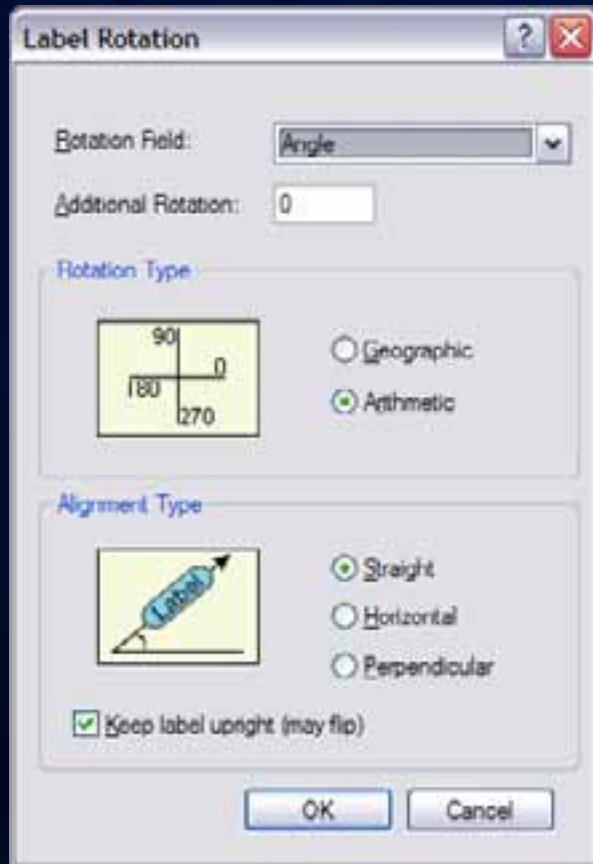 Label Rotation
Rotation Field: Angle
Additional Rotation: 0
Rotation Type
90
0
180
270
Geographic
Arithmetic
Alignment Type
Label
Straight
Horizontal
Perpendicular
Keep label upright (may flip)
OK Cancel